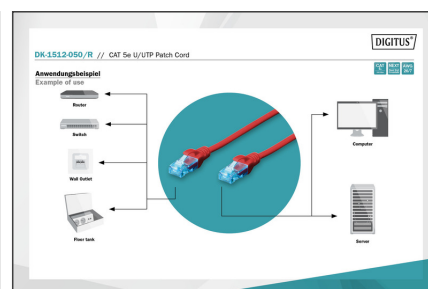 DIGITUS®
DK-1512-050/R // CAT 5e U/UTP Patch Cord
Anwendungsbeispiel
Example of use
Router
Switch
Wall Outlet
Floor tank
Computer
Server